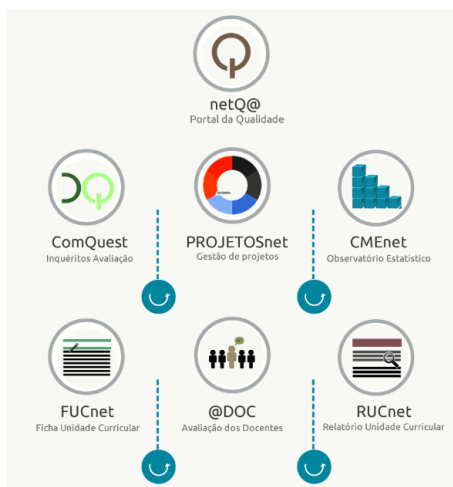 netQ@
Portal da Qualidade
ComQuest
Inquéritos Avaliação
PROJETOSnet
Gestão de projetos
CMEnet
Observatório Estatístico
FUCnet
Ficha Unidade Curricular
@DOC
Avaliação dos Docentes
RUCnet
Relatório Unidade Curricular